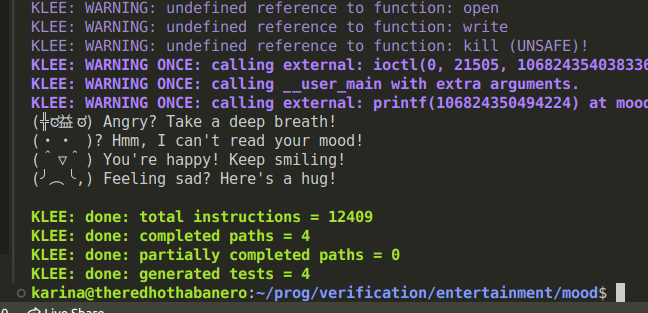 KLEE: WARNING: undefined reference to function: open
KLEE: WARNING: undefined reference to function: write
KLEE: WARNING: undefined reference to function: kill (UNSAFE)!
KLEE: WARNING ONCE: calling external: ioctl(0, 21505, 106824354038336
KLEE: WARNING ONCE: calling __user_main with extra arguments.
KLEE: WARNING ONCE: calling external: printf(106824350494224) at mood
(╬ಠ益ಠ) Angry? Take a deep breath!
(・・ )? Hmm, I can't read your mood!
(＾▽＾) You're happy! Keep smiling!
(╯︵╰,) Feeling sad? Here's a hug!
KLEE: done: total instructions = 12409
KLEE: done: completed paths = 4
KLEE: done: partially completed paths = 0
KLEE: done: generated tests = 4
karina@theredhothabanero:~/prog/verification/entertainment/mood$
0 Live Share